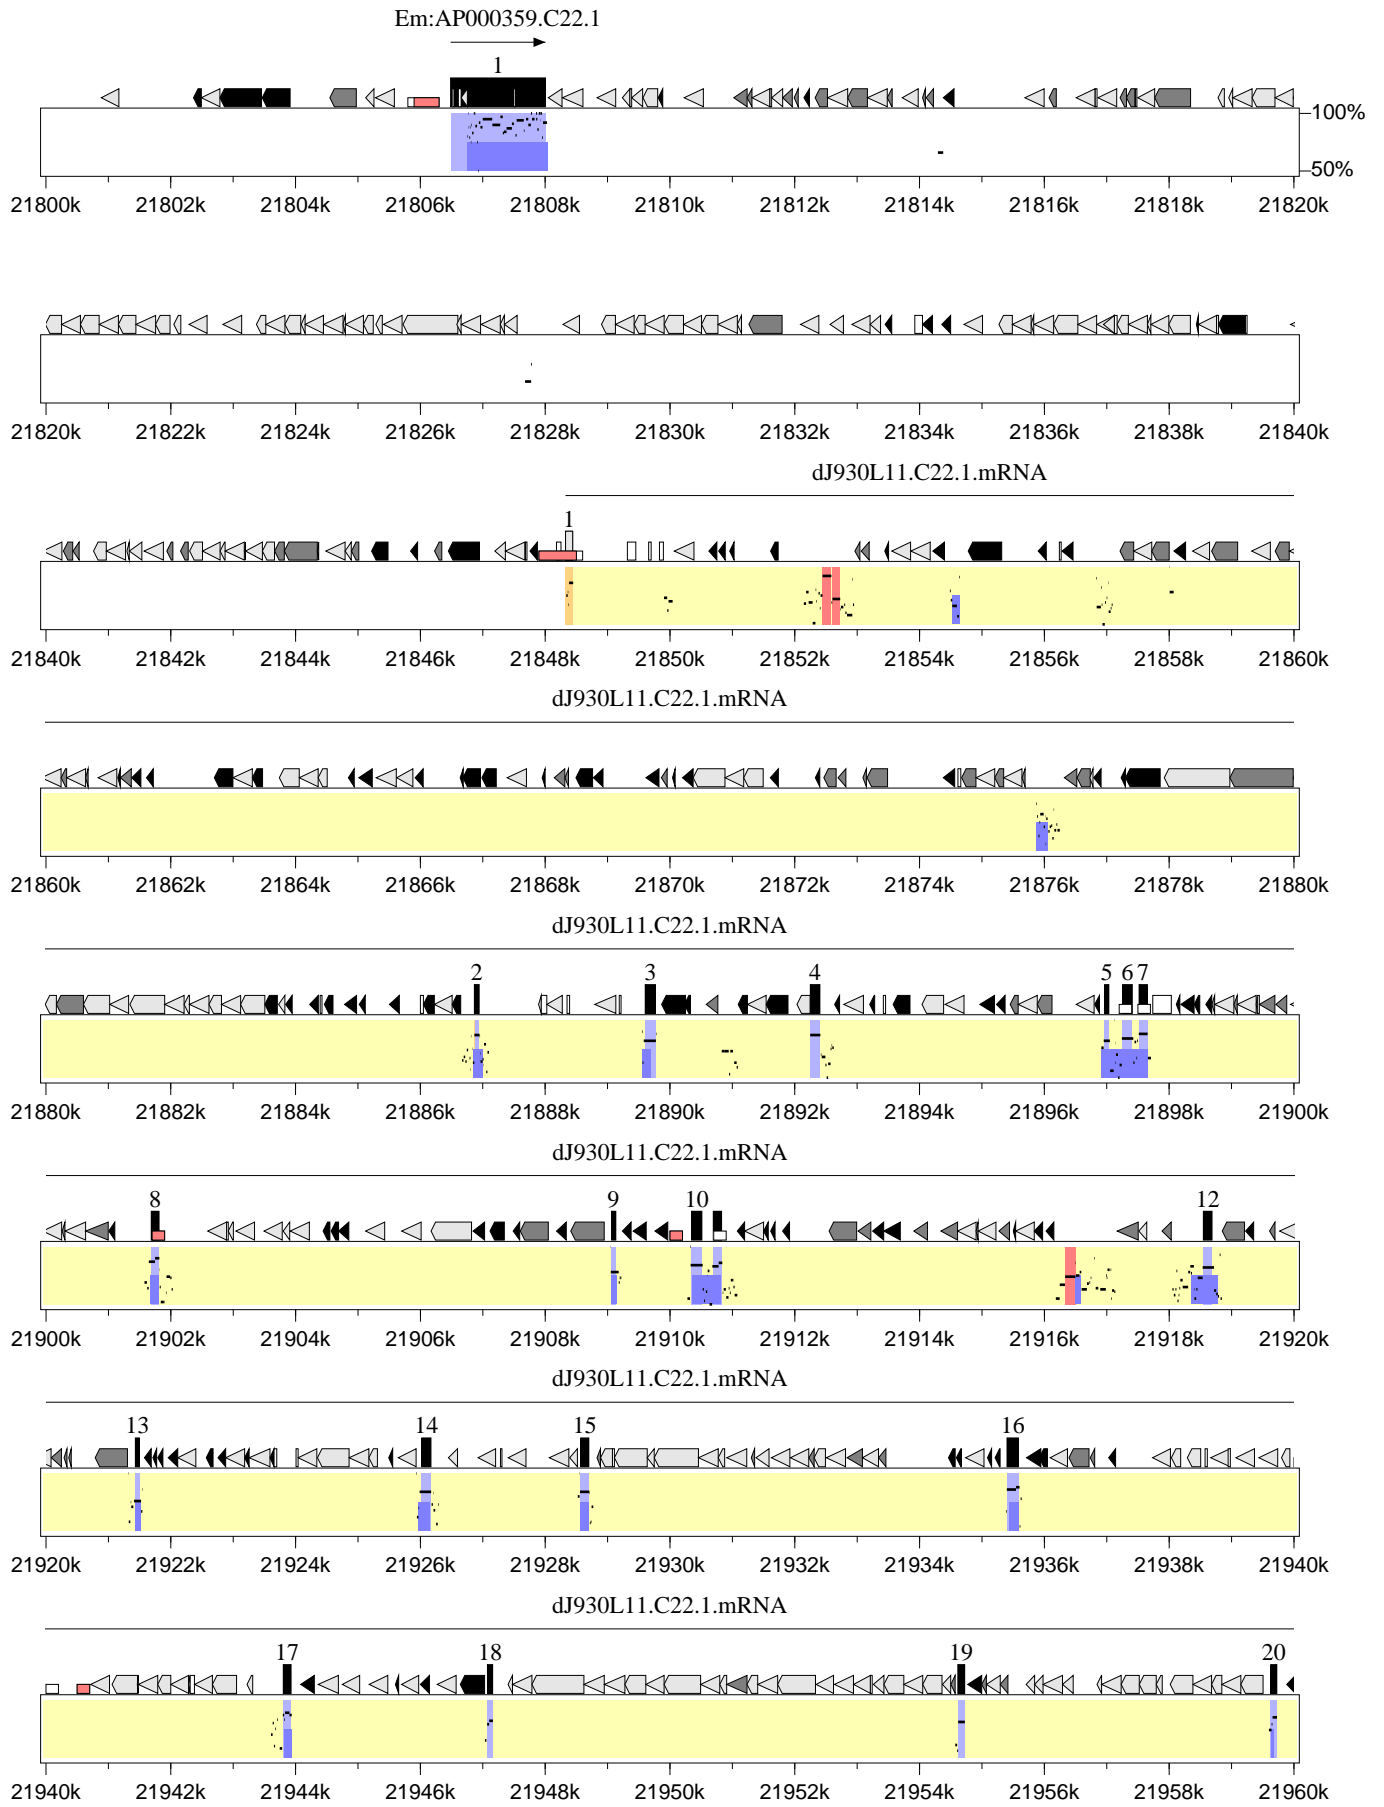 Em:AP000359.C22.1
1
100%
50%
21800k 21802k 21804k 21806k 21808k 21810k 21812k 21814k 21816k 21818k 21820k
21820k 21822k 21824k 21826k 21828k 21830k 21832k 21834k 21836k 21838k 21840k
dJ930L11.C22.1.mRNA
1
21840k 21842k 21844k 21846k 21848k 21850k 21852k 21854k 21856k 21858k 21860k
dJ930L11.C22.1.mRNA
21860k 21862k 21864k 21866k 21868k 21870k 21872k 21874k 21876k 21878k 21880k
dJ930L11.C22.1.mRNA
2 3 4 5 6 7
21880k 21882k 21884k 21886k 21888k 21890k 21892k 21894k 21896k 21898k 21900k
dJ930L11.C22.1.mRNA
8 9 10 12
21900k 21902k 21904k 21906k 21908k 21910k 21912k 21914k 21916k 21918k 21920k
dJ930L11.C22.1.mRNA
13 14 15 16
21920k 21922k 21924k 21926k 21928k 21930k 21932k 21934k 21936k 21938k 21940k
dJ930L11.C22.1.mRNA
17 18 19 20
21940k 21942k 21944k 21946k 21948k 21950k 21952k 21954k 21956k 21958k 21960k